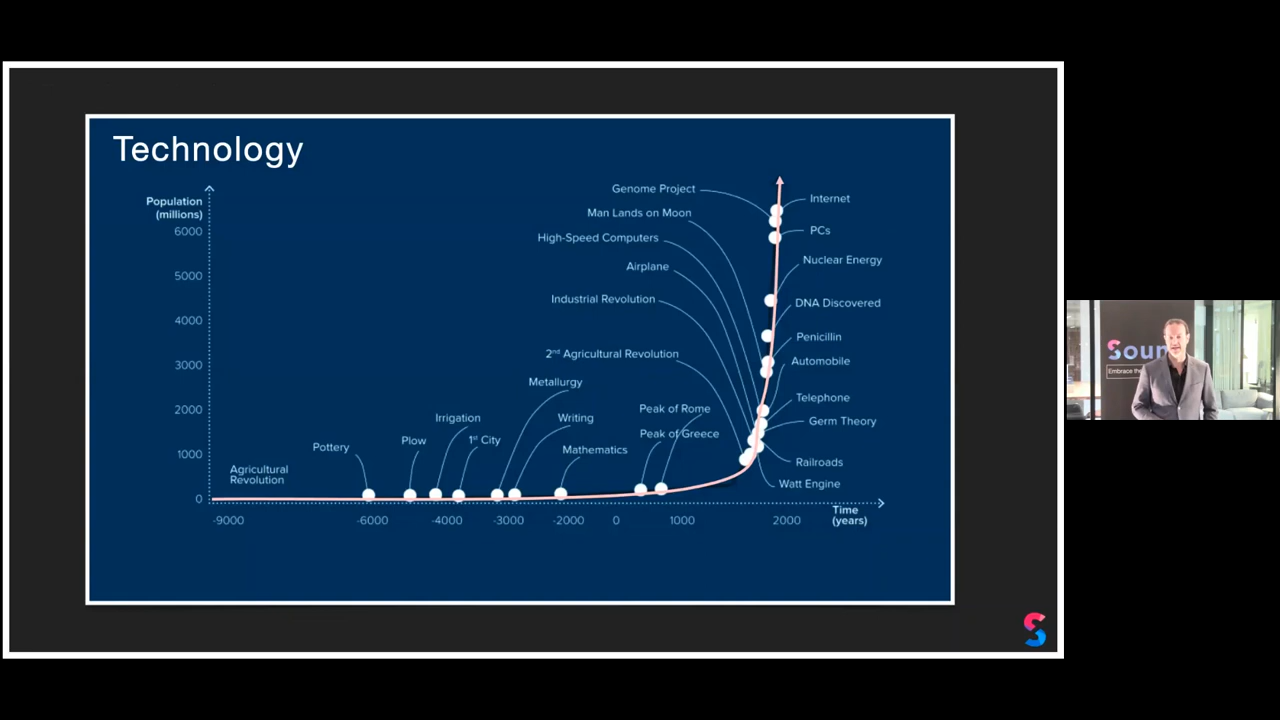 Technology
Population
(millions)
6000
5000
4000
3000
2000
1000
0
Genome Project
Man Lands on Moon
High-Speed Computers
Airplane
Industrial Revolution
2nd Agricultural Revolution
Metallurgy
Irrigation
Writing
Peak of Rome
Pottery
Plow
1st City
Mathematics
Peak of Greece
Agricultural
Revolution
Internet
PCs
Nuclear Energy
DNA Discovered
Penicillin
Automobile
Telephone
Germ Theory
Railroads
Watt Engine
-9000
-6000
-4000
-3000
-2000
0
1000
2000
Time
(years)
Soun
Embrace the